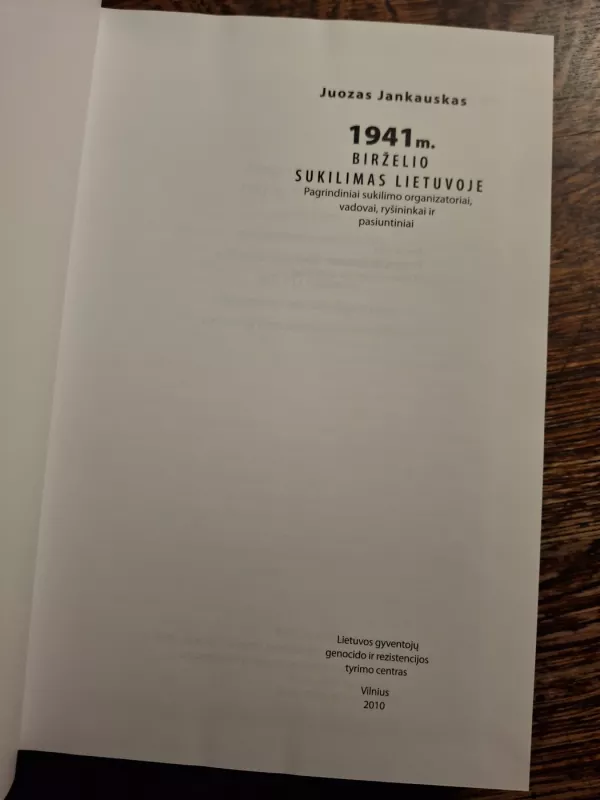 Juozas Jankauskas
1941 m.
BIRŽELIO
SUKILIMAS LIETUVOJE
Pagrindiniai sukilimo organizatoriai,
vadovai, ryšininkai ir
pasiuntiniai
Lietuvos gyventojų
genocido ir rezistencijos
tyrimo centras
Vilnius
2010